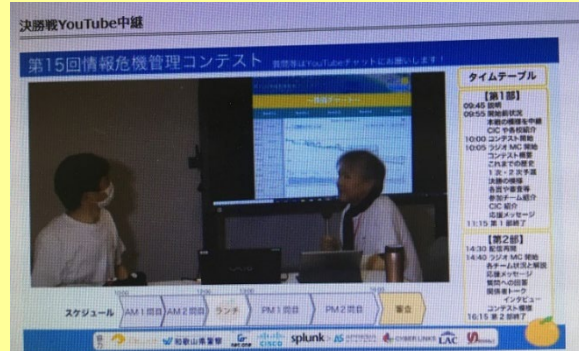 決勝戦YouTube中継
第15回情報危機管理コンテスト
質問等はYouTubeチャットにお願いします!
タイムテーブル
【第1部】
09:45 説明
09:55 開始前状況
本戦の模様を中継
CIC や各校紹介
10:00 コンテスト開始
10:05 ラジオ MC 開始
コンテスト概要
これまでの歴史
1 次・2 次予選
決勝の模様
各賞や審査等
参加チーム紹介
CIC 紹介
応援メッセージ
11:15 第 1 部終了
【第2部】
14:30 配信再開
14:40 ラジオ MC 開始
各チーム状況と解説
応援メッセージ
質問への回答
関係者トーク
インタビュー
コンテスト模様
16:15 第 2 部終了
スケジュール
AM 1 問目
AM 2 問目
ランチ
PM 1 問目
PM 2 問目
審査
和歌山県警察
CISCO
splunk>
CYBER LINKS
LAC